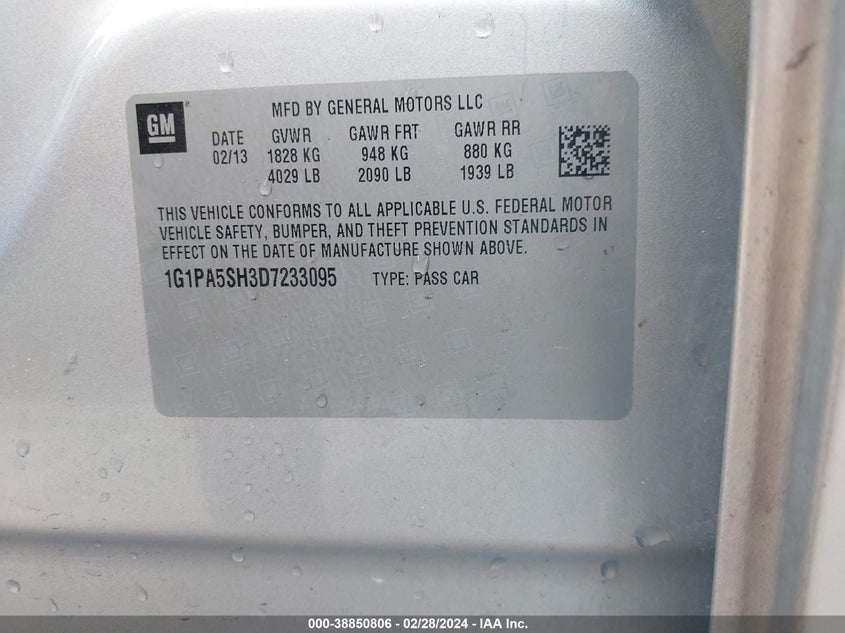 GM
MFD BY GENERAL MOTORS LLC
DATE GVWR GAWR FRT GAWR RR
02/13 1828 KG 948 KG 880 KG
4029 LB 2090 LB 1939 LB
THIS VEHICLE CONFORMS TO ALL APPLICABLE U.S. FEDERAL MOTOR
VEHICLE SAFETY, BUMPER, AND THEFT PREVENTION STANDARDS IN
EFFECT ON THE DATE OF MANUFACTURE SHOWN ABOVE.
1G1PA5SH3D7233095 TYPE: PASS CAR
000-38850806 - 02/28/2024 - IAA Inc.